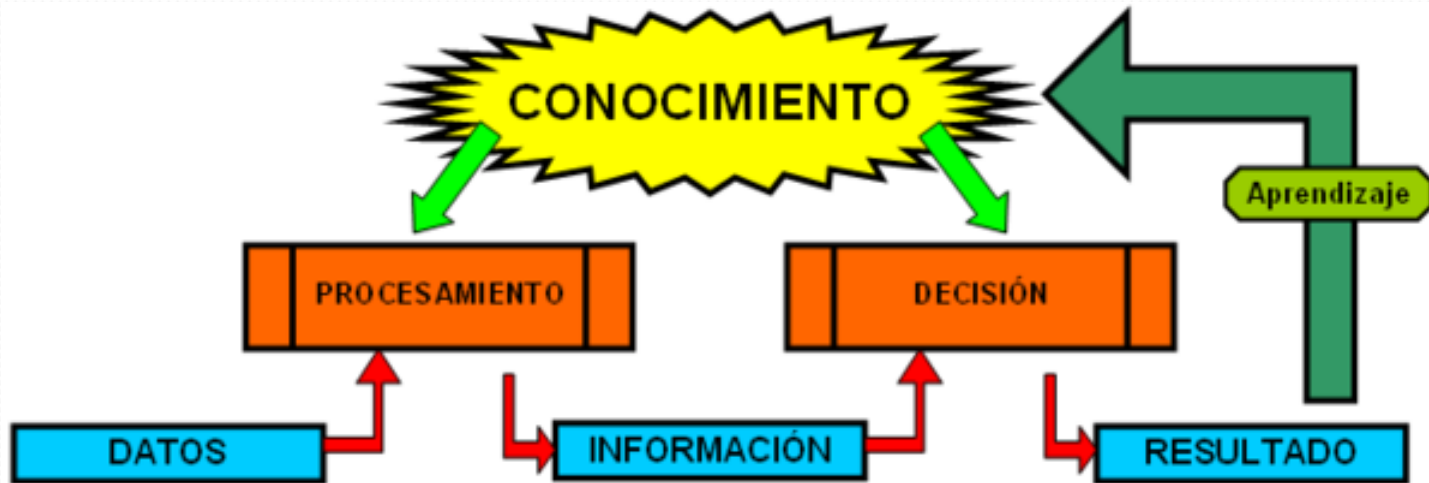 CONOCIMIENTO
Aprendizaje
PROCESAMIENTO
DECISIÓN
DATOS
INFORMACIÓN
RESULTADO